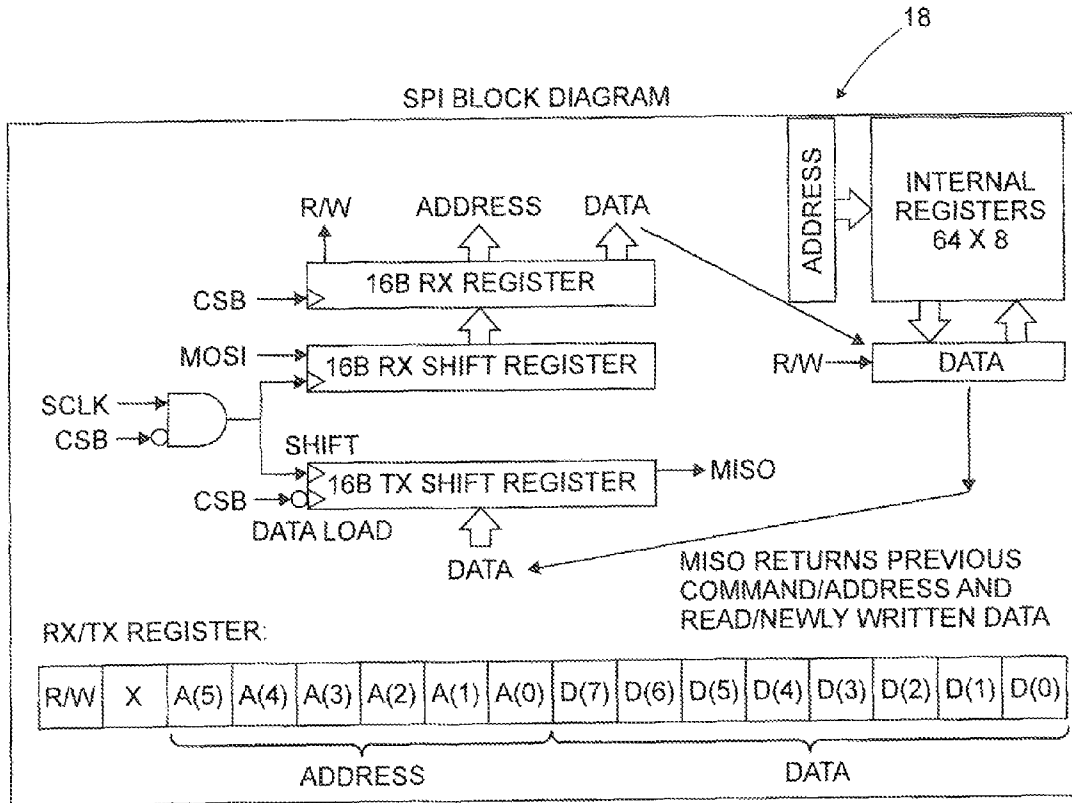 18
SPI BLOCK DIAGRAM
ADDRESS
INTERNAL
REGISTERS
64 X 8
R/W
ADDRESS
DATA
CSB
16B RX REGISTER
MOSI
16B RX SHIFT REGISTER
R/W
DATA
SCLK
CSB
SHIFT
16B TX SHIFT REGISTER
MISO
CSB
DATA LOAD
DATA
MISO RETURNS PREVIOUS
COMMAND/ADDRESS AND
READ/NEWLY WRITTEN DATA
RX/TX REGISTER:
R/W X A(5) A(4) A(3) A(2) A(1) A(0) D(7) D(6) D(5) D(4) D(3) D(2) D(1) D(0)
ADDRESS
DATA